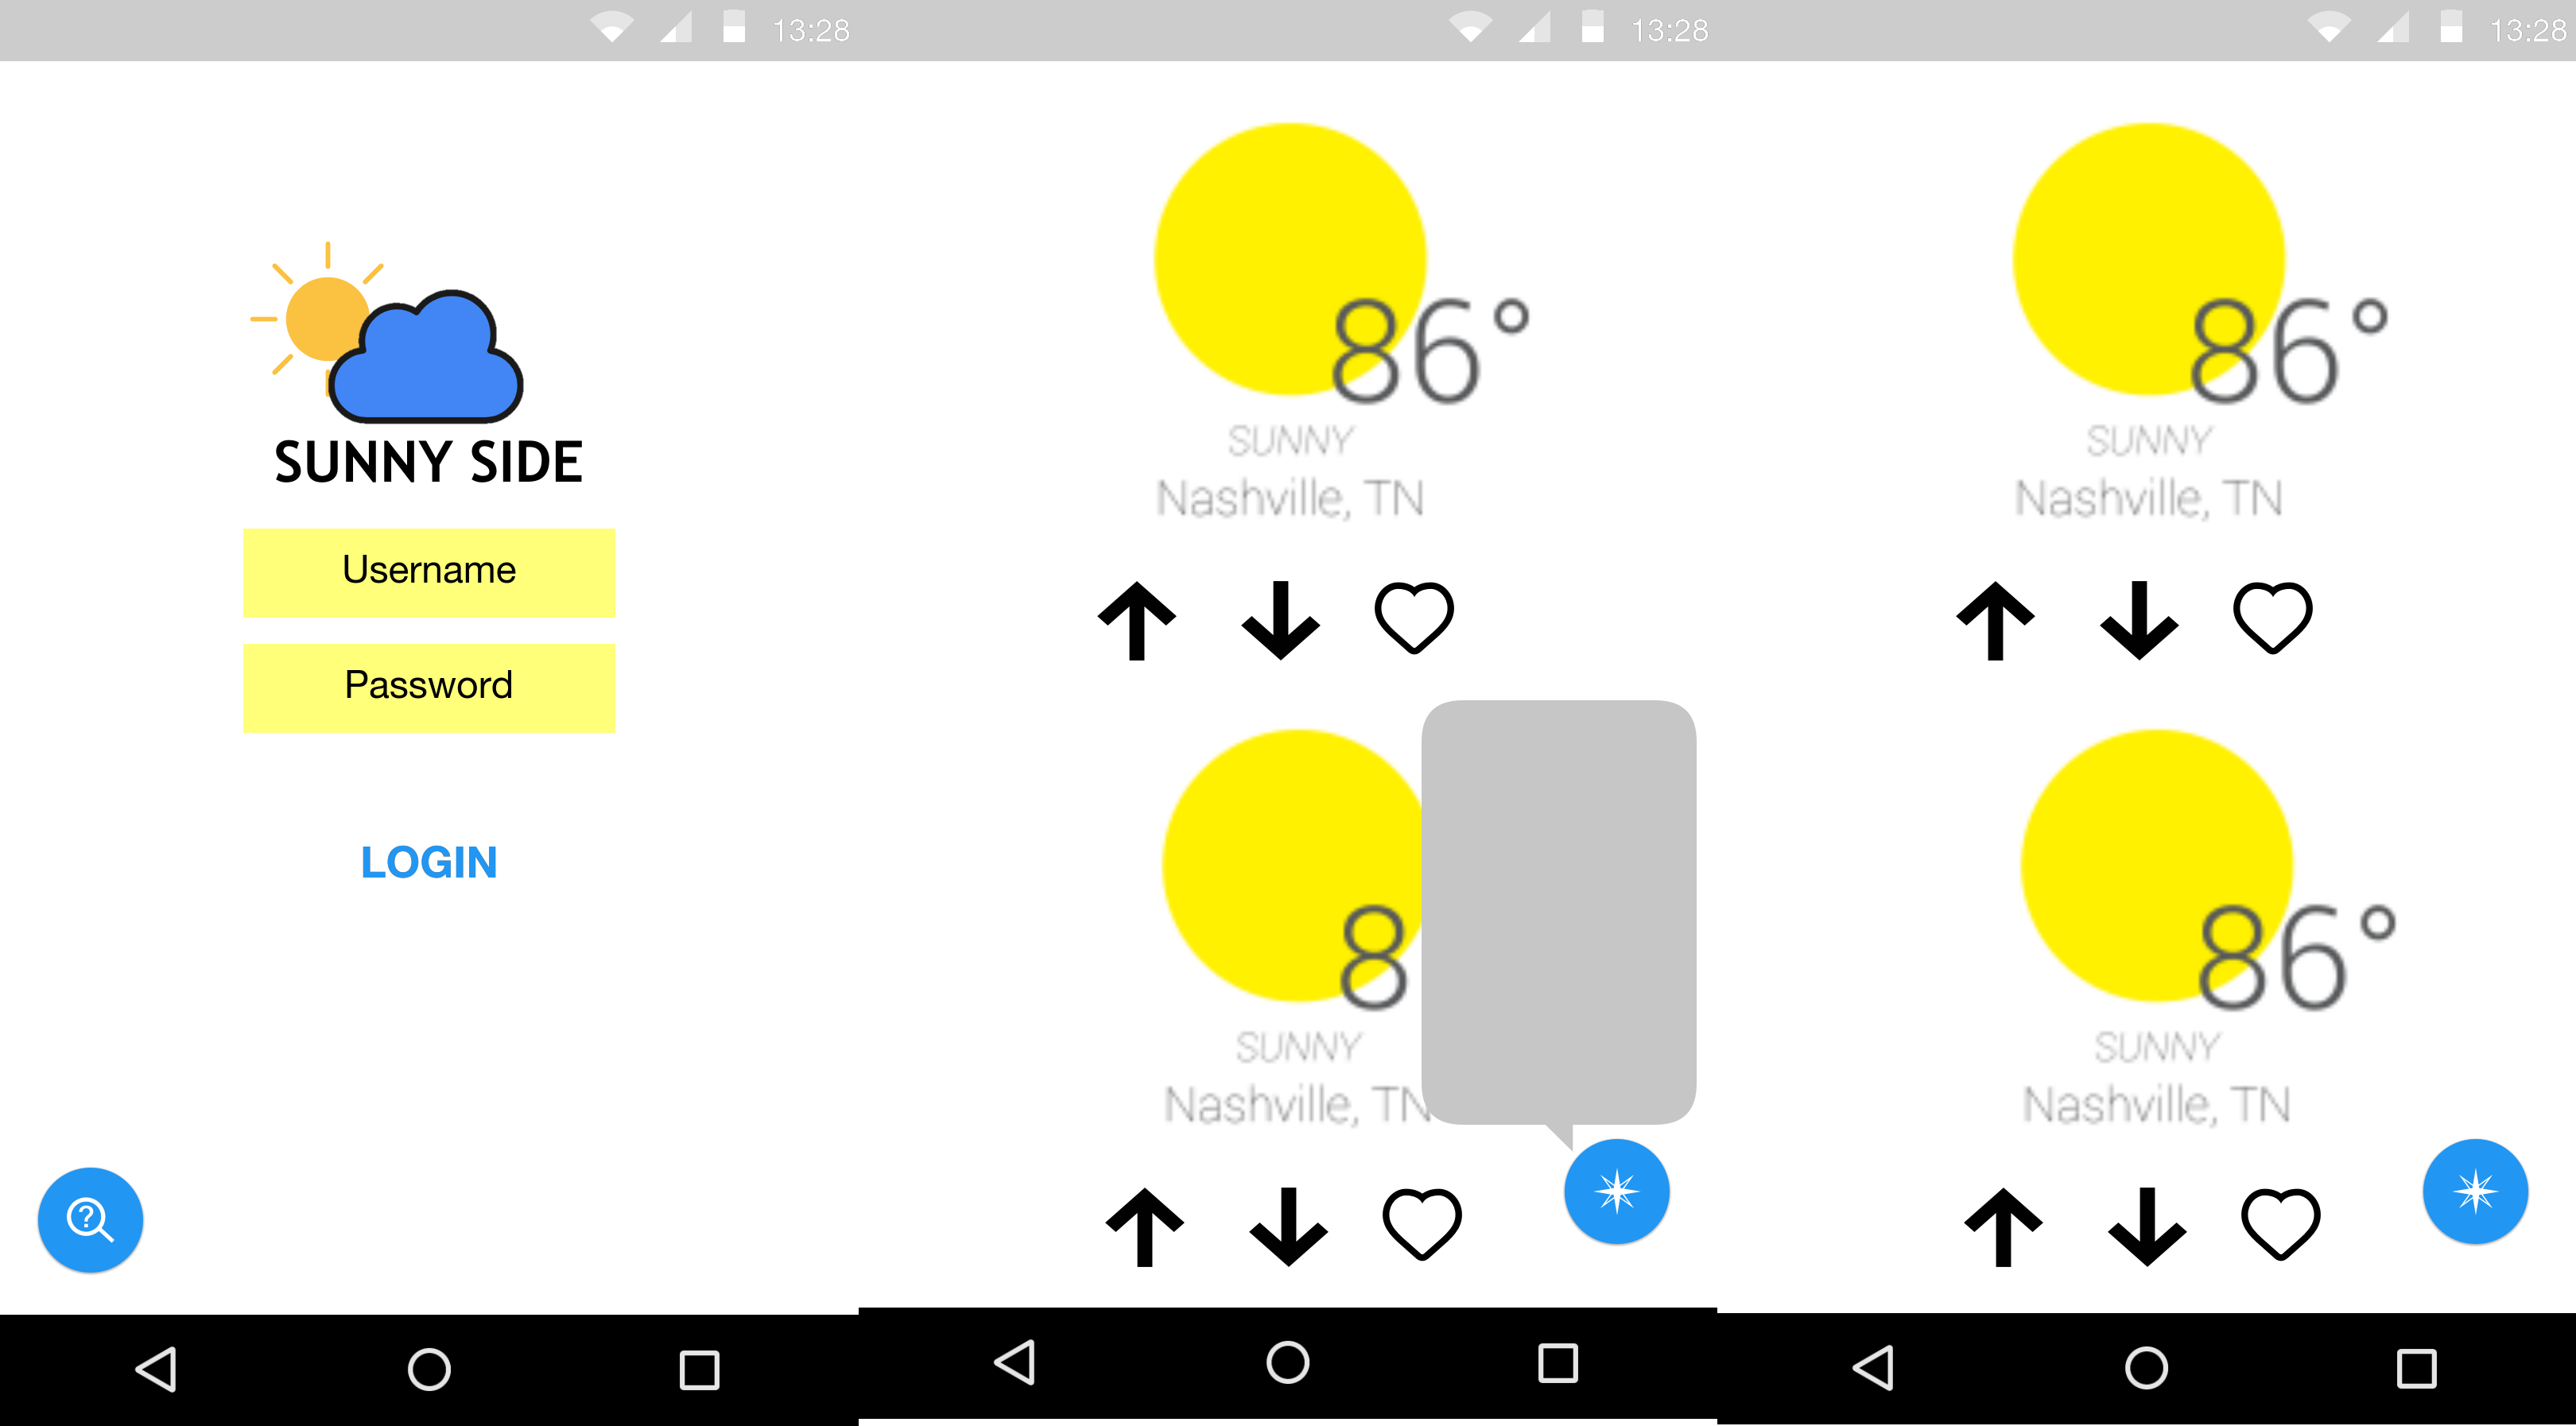 13:28
SUNNY SIDE
Username
Password
LOGIN
?
13:28
86°
SUNNY
Nashville, TN
8
SUNNY
Nashville, TN
13:28
86°
SUNNY
Nashville, TN
86°
SUNNY
Nashville, TN